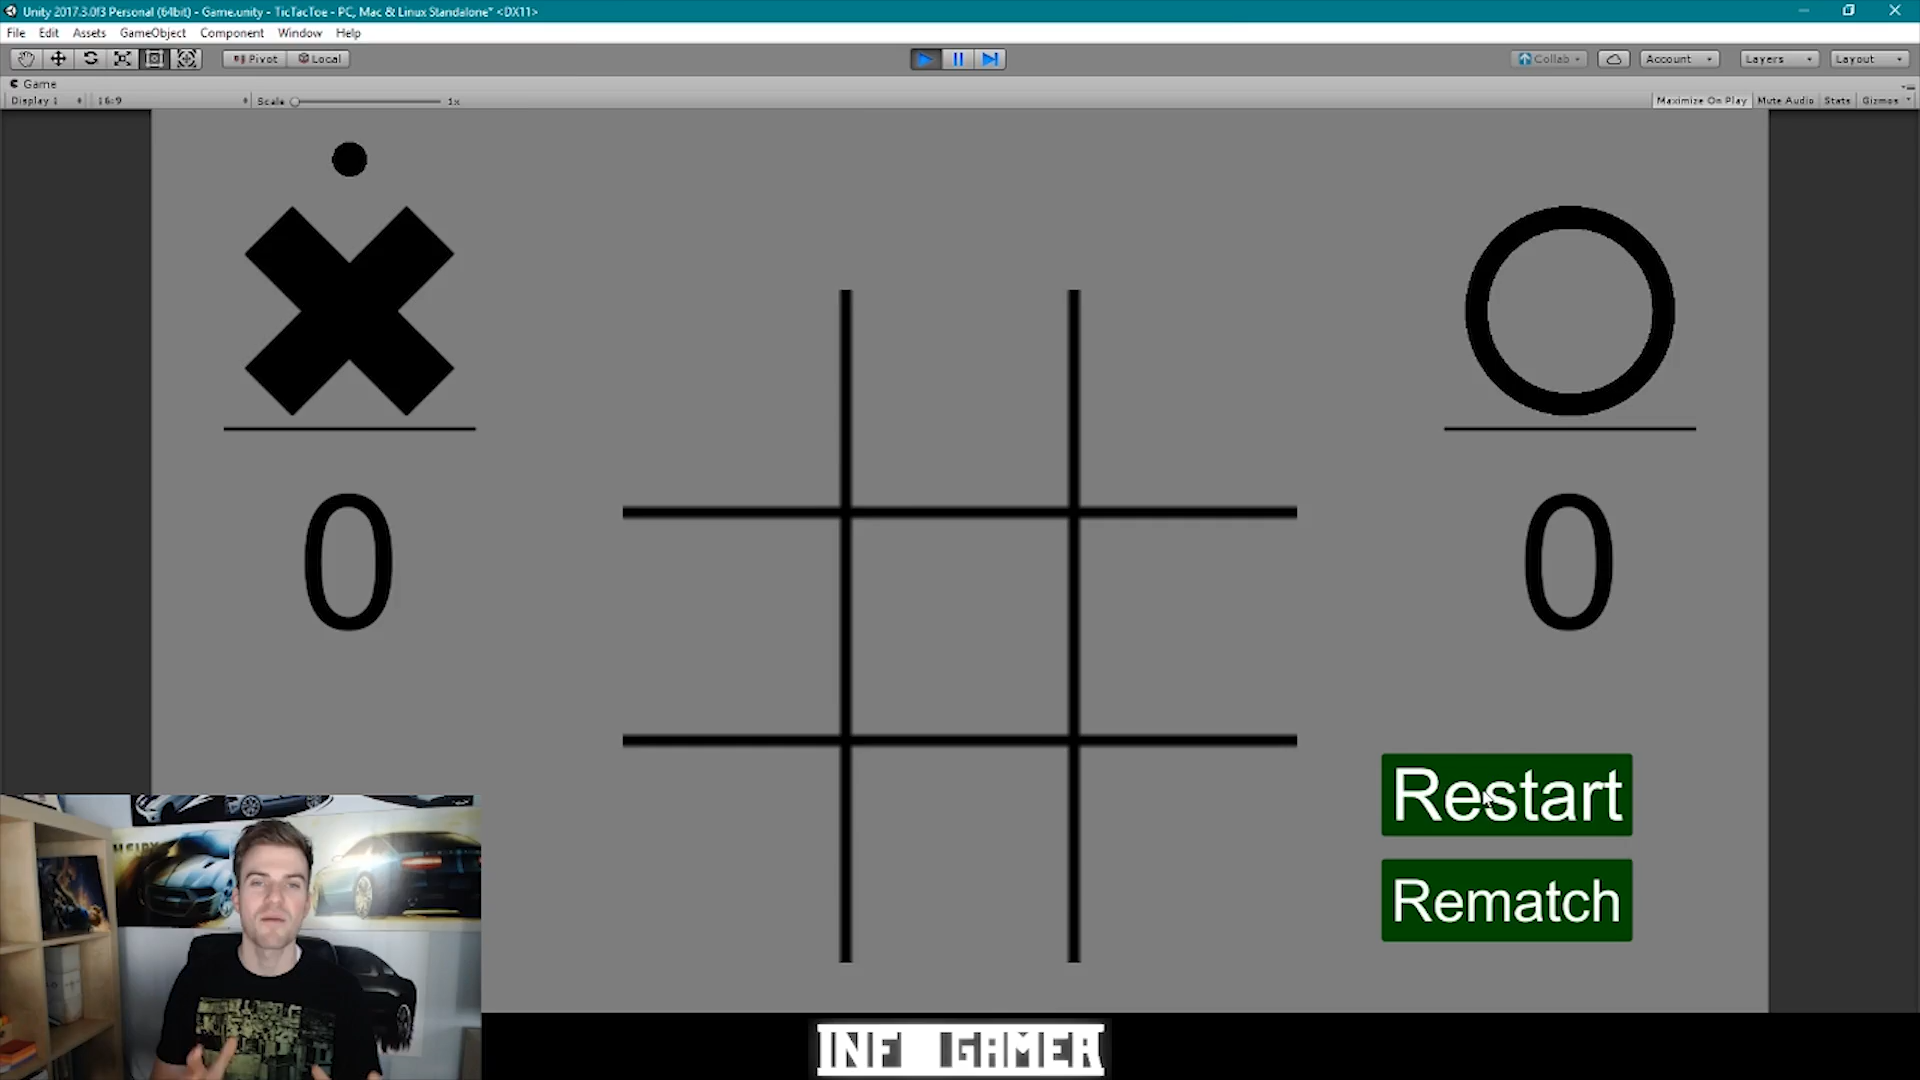 Unity 2017.3.0f3 Personal (64bit) - Game.unity - TicTacToe - PC, Mac & Linux Standalone* <DX11>
File Edit Assets GameObject Component Window Help
Pivot Local Collab Account Layers Layout
Game
Display 1 16:9 Scale 1x Maximize On Play Mute Audio Stats Gizmos
0 0
Restart
Rematch
INF GAMER